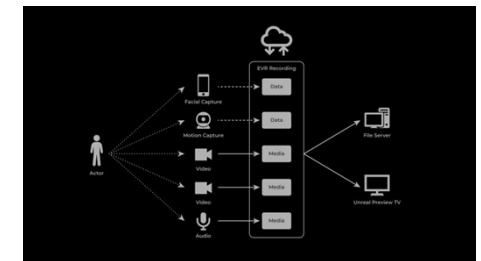 EVR Recording
Facial Capture
Data
Motion Capture
Data
Actor
Video
Media
Video
Media
Audio
Media
File Server
Unreal Preview TV